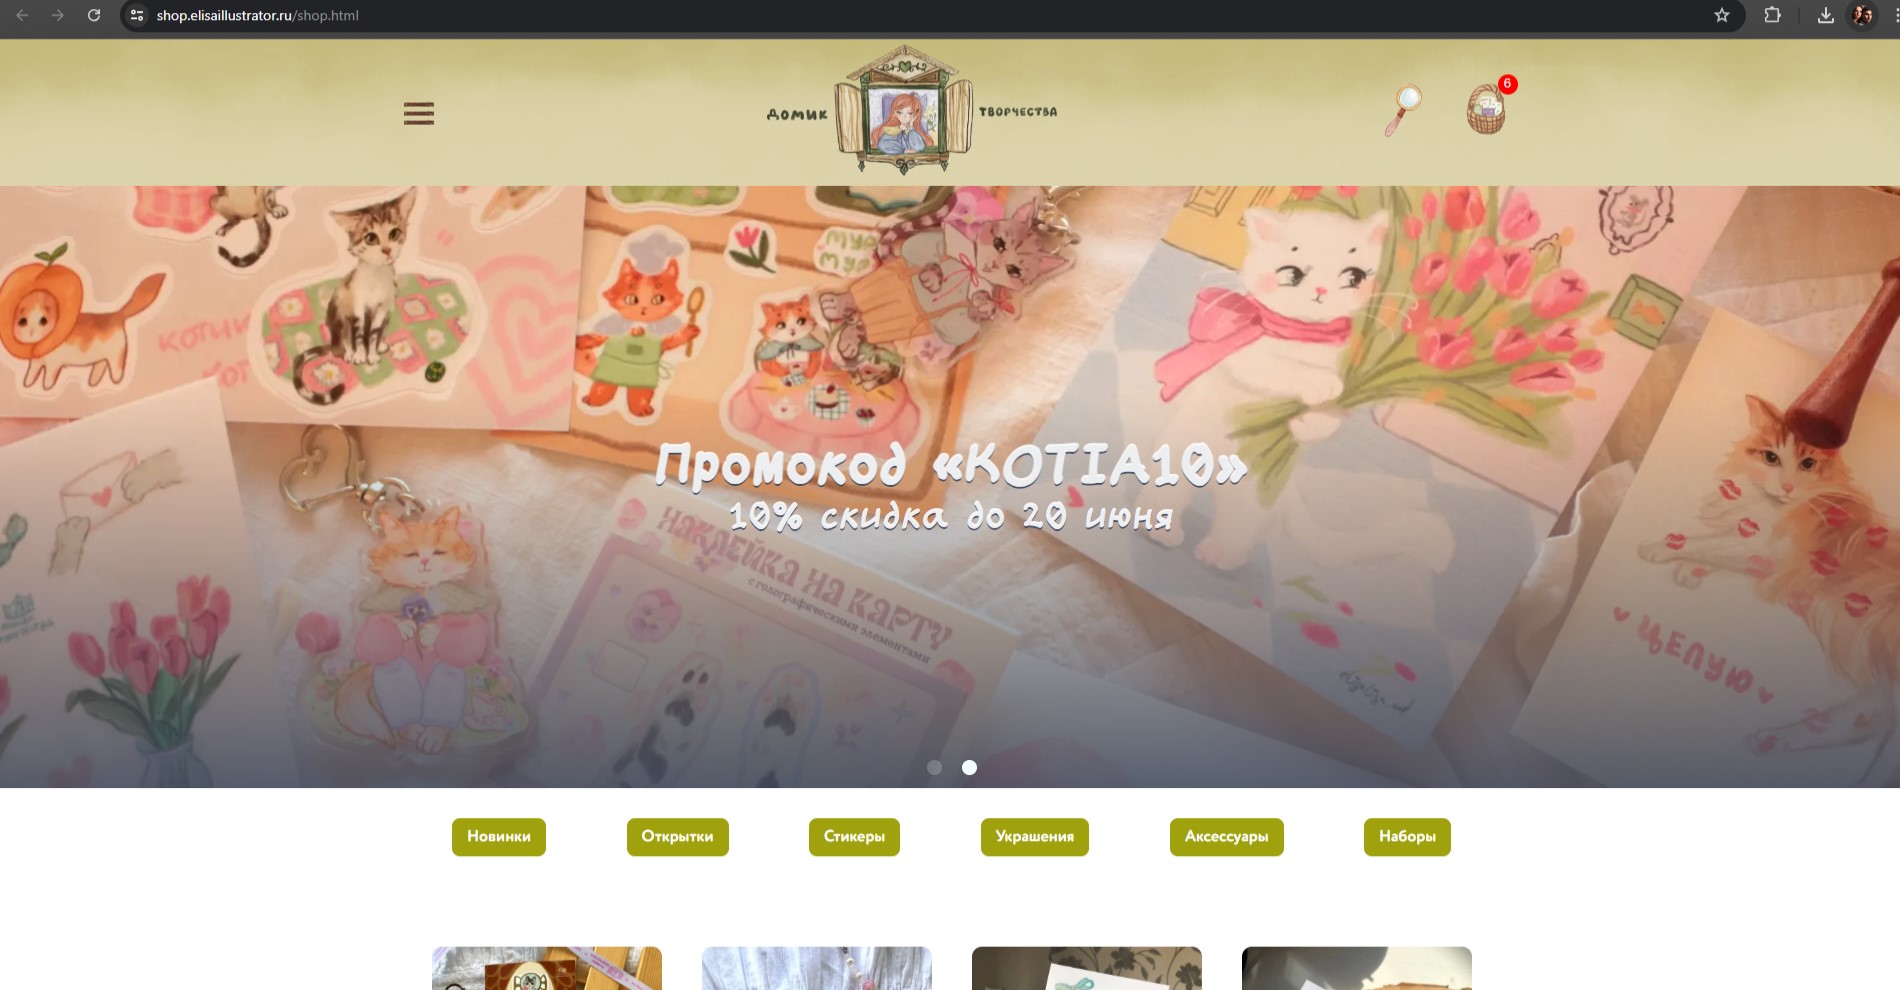 shop.elisaillustrator.ru/shop.html
6
ДОМИК
ТВОРЧЕСТВА
МУР
МУР
КОТИК
КОТ
Промокод «KOTIA10»
10% скидка до 20 июня
НАКЛЕЙКА НА КАРТУ
с голографическими элементами
ЦЕЛУЮ
Новинки
Открытки
Стикеры
Украшения
Аксессуары
Наборы